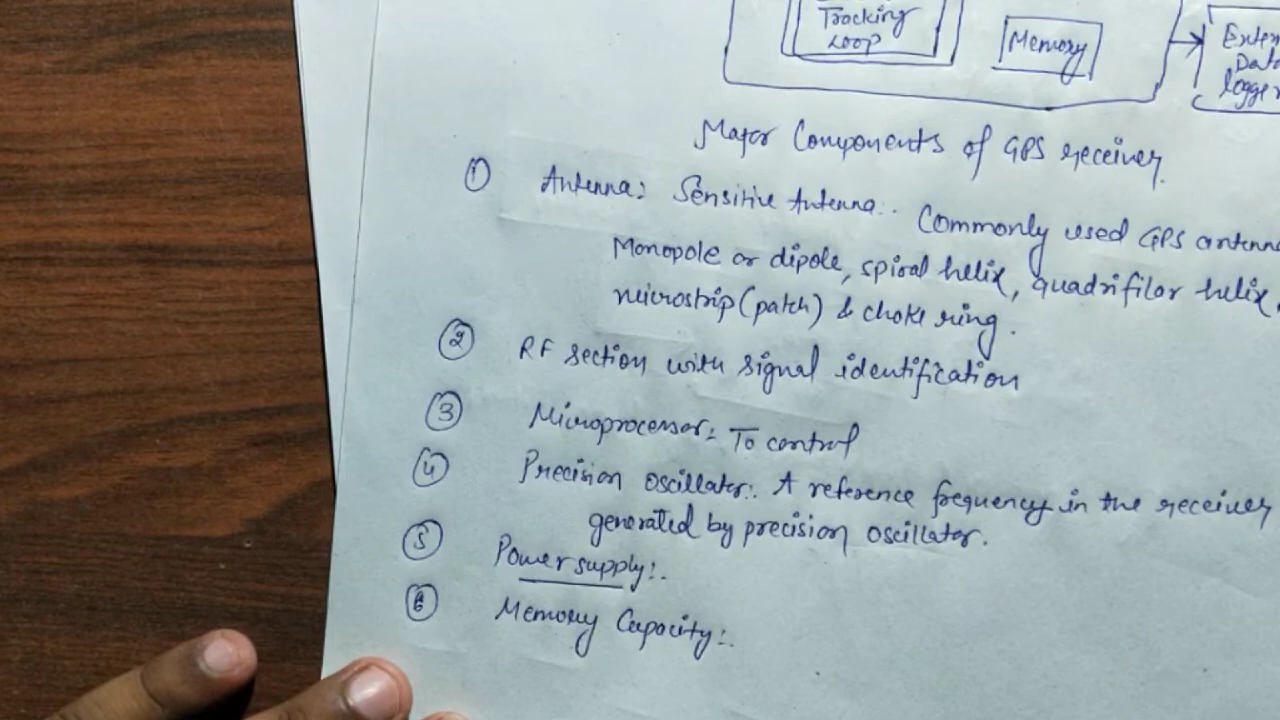 Tracking
Loop
Memory
Data
logger
Major Components of GPS receiver.
① Antenna: Sensitive Antenna:. Commonly used GPS
Monopole or dipole, spiral helix, quadrifilar helix,
microstrip (patch) & choke ring.
② RF section with signal identification
③ Microprocessor: To control
④ Precision oscillator:. A reference frequency in the receiver
generated by precision oscillator.
⑤ Power supply:.
⑥ Memory Capacity:.